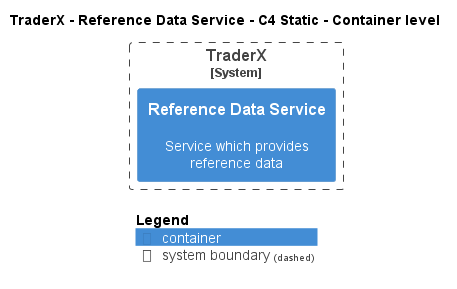 TraderX - Reference Data Service - C4 Static - Container level
TraderX
[System]
Reference Data Service
Service which provides
reference data
Legend
container
system boundary (dashed)